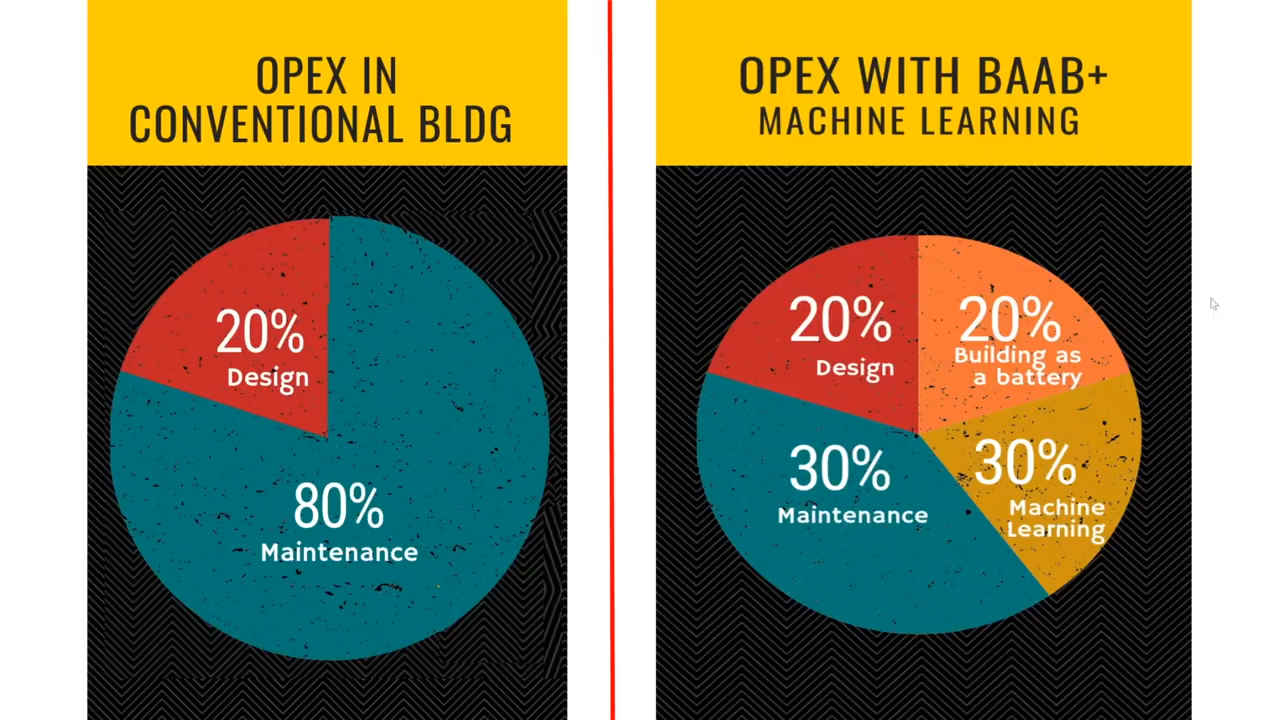 OPEX IN
CONVENTIONAL BLDG
20%
Design
80%
Maintenance
OPEX WITH BAAB+
MACHINE LEARNING
20%
Design
20%
Building as
a battery
30%
Maintenance
30%
Machine
Learning